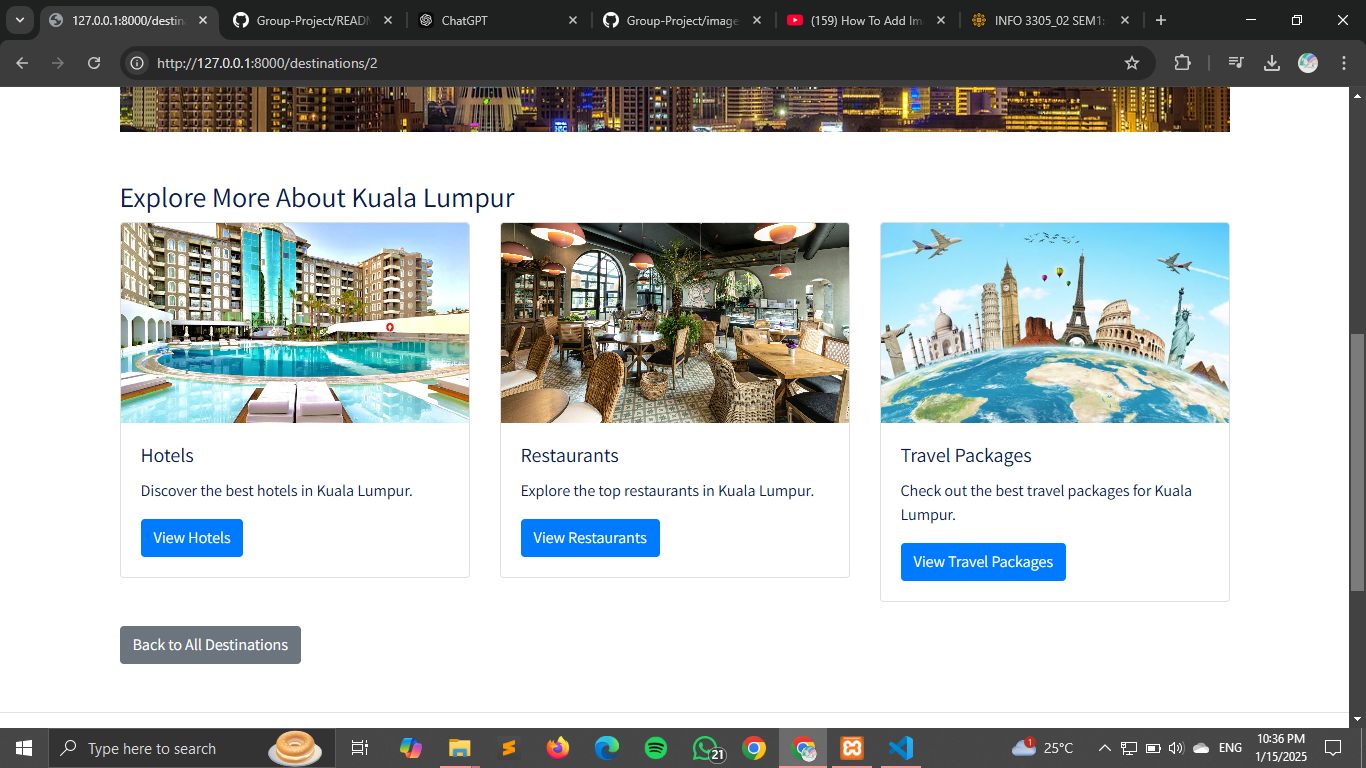 127.0.0.1:8000/destin
Group-Project/READ
ChatGPT
Group-Project/image
(159) How To Add Im
INFO 3305_02 SEM1
http://127.0.0.1:8000/destinations/2
Explore More About Kuala Lumpur
Hotels
Discover the best hotels in Kuala Lumpur.
View Hotels
Restaurants
Explore the top restaurants in Kuala Lumpur.
View Restaurants
Travel Packages
Check out the best travel packages for Kuala
Lumpur.
View Travel Packages
Back to All Destinations
Type here to search
21
1
25°C
ENG
10:36 PM
1/15/2025